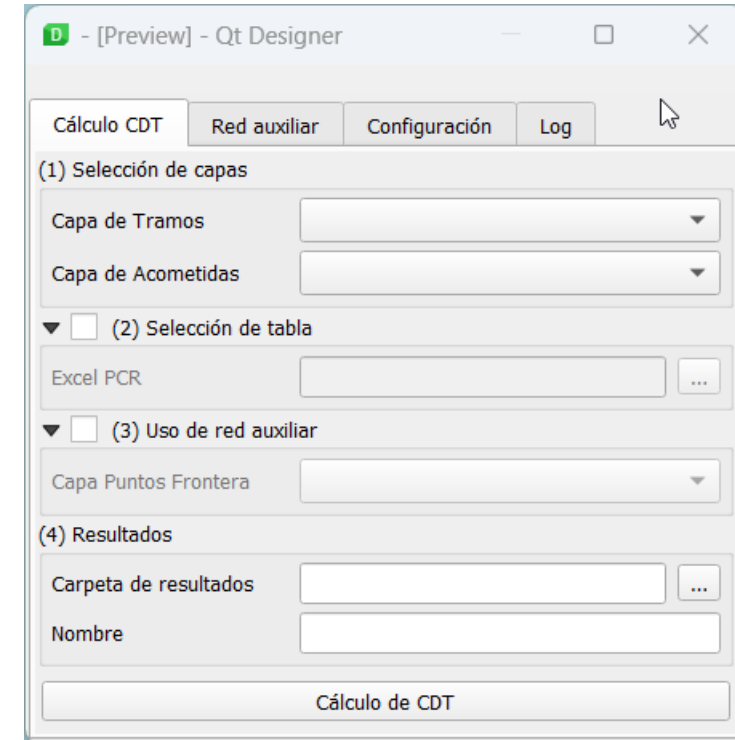 D - [Preview] - Qt Designer
Cálculo CDT Red auxiliar Configuración Log
(1) Selección de capas
Capa de Tramos
Capa de Acometidas
(2) Selección de tabla
Excel PCR ...
(3) Uso de red auxiliar
Capa Puntos Frontera
(4) Resultados
Carpeta de resultados ...
Nombre
Cálculo de CDT